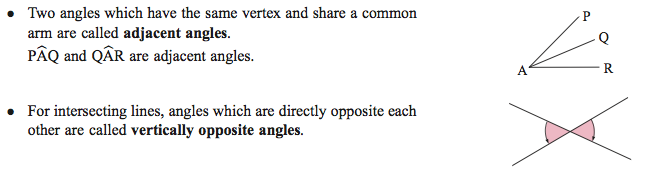 • Two angles which have the same vertex and share a common
arm are called adjacent angles.
PÂQ and QÂR are adjacent angles.
P
Q
A
R
• For intersecting lines, angles which are directly opposite each
other are called vertically opposite angles.